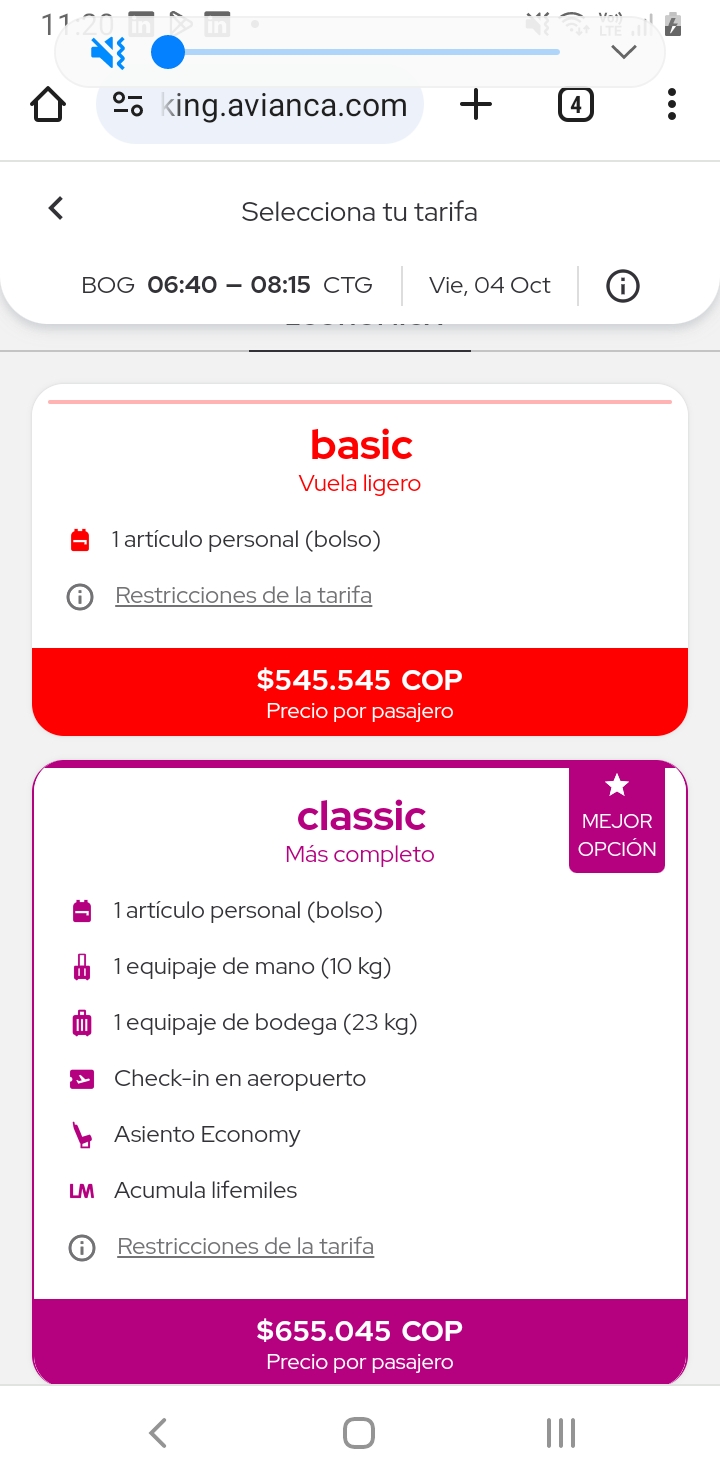 11:20
king.avianca.com
4
Selecciona tu tarifa
BOG 06:40 – 08:15 CTG
Vie, 04 Oct
basic
Vuela ligero
1 artículo personal (bolso)
Restricciones de la tarifa
$545.545 COP
Precio por pasajero
classic
Más completo
MEJOR
OPCIÓN
1 artículo personal (bolso)
1 equipaje de mano (10 kg)
1 equipaje de bodega (23 kg)
Check-in en aeropuerto
Asiento Economy
LM Acumula lifemiles
Restricciones de la tarifa
$655.045 COP
Precio por pasajero